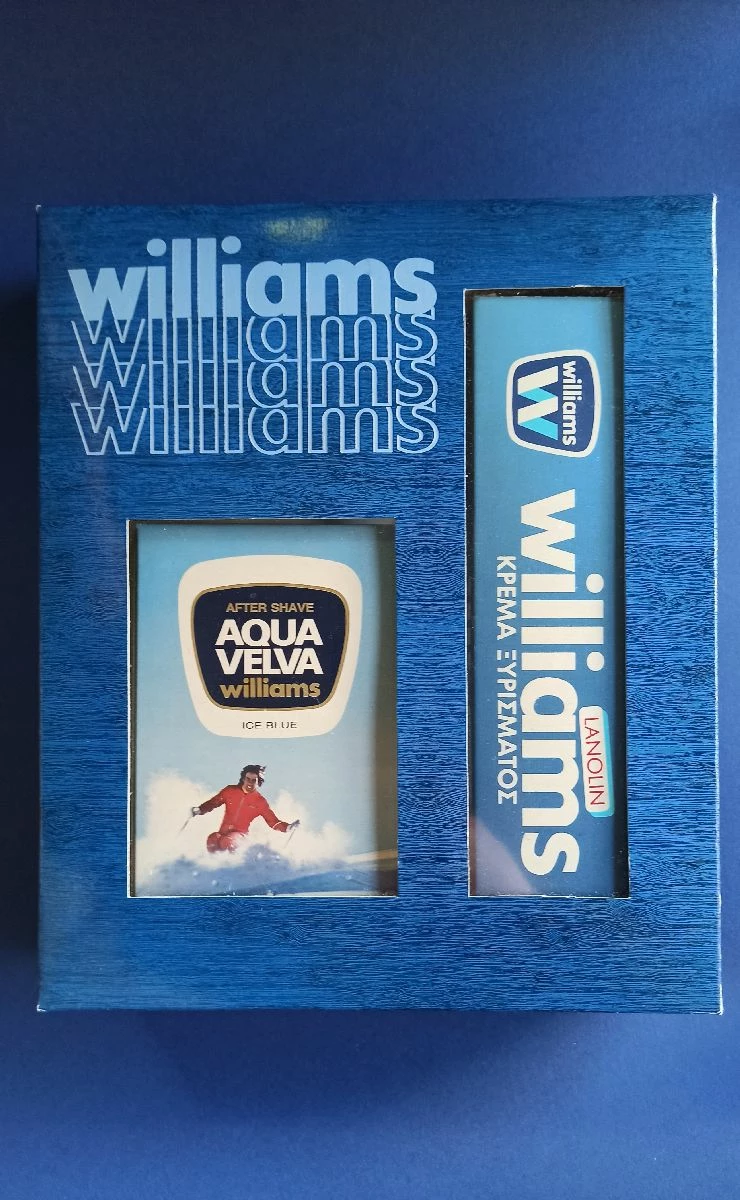 williams
williams
williams
williams
AFTER SHAVE
AQUA
VELVA
williams
ICE BLUE
williams
W
williams
ΚΡΕΜΑ ΞΥΡΙΣΜΑΤΟΣ
LANOLIN